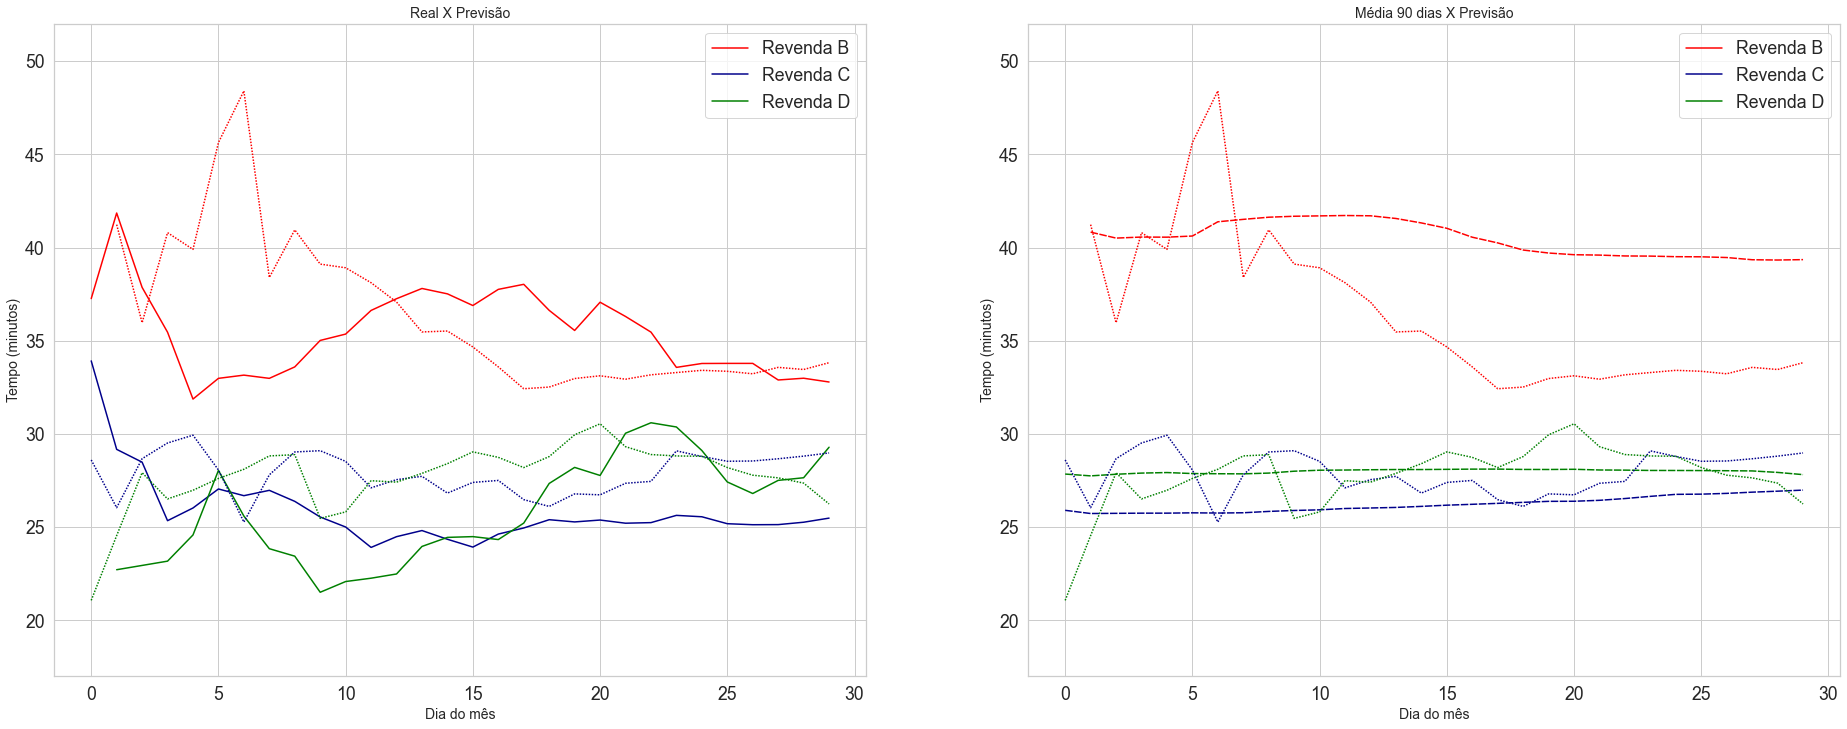 Real X Previsão
Revenda B
Revenda C
Revenda D
50
45
40
35
30
25
20
Tempo (minutos)
0 5 10 15 20 25 30
Dia do mês
Média 90 dias X Previsão
Revenda B
Revenda C
Revenda D
50
45
40
35
30
25
20
Tempo (minutos)
0 5 10 15 20 25 30
Dia do mês